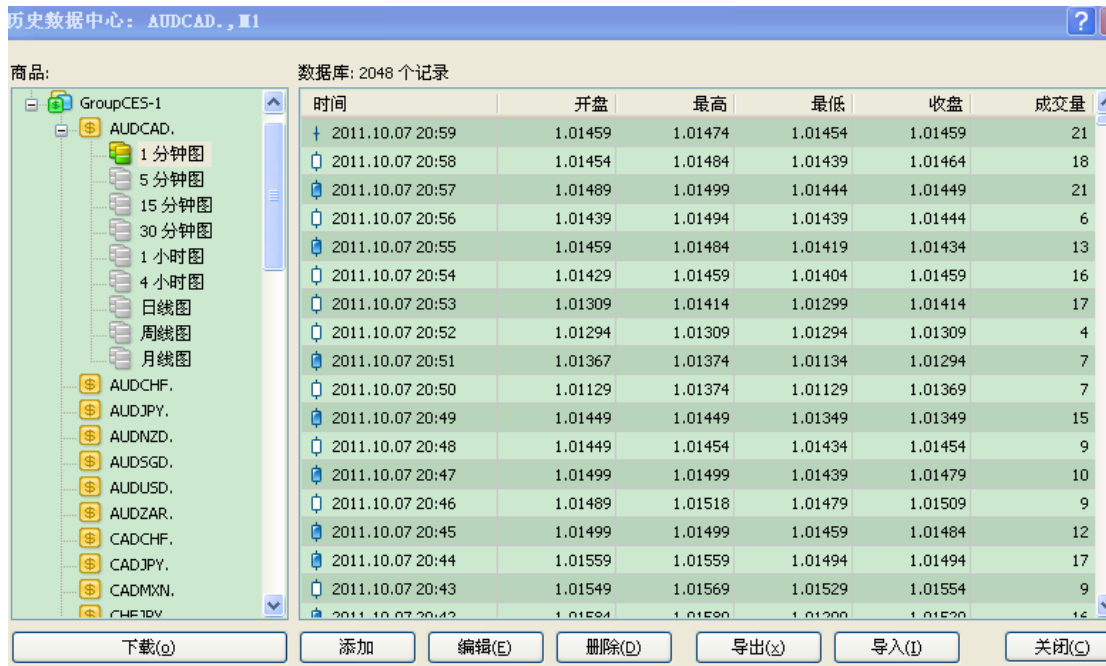 历史数据中心: AUDCAD.,M1
?
商品:
数据库: 2048 个记录
GroupCES-1
AUDCAD.
1 分钟图
5 分钟图
15 分钟图
30 分钟图
1 小时图
4 小时图
日线图
周线图
月线图
AUDCHF.
AUDJPY.
AUDNZD.
AUDSGD.
AUDUSD.
AUDZAR.
CADCHF.
CADJPY.
CADMXN.
CHFJPY
时间 开盘 最高 最低 收盘 成交量
2011.10.07 20:59 1.01459 1.01474 1.01454 1.01459 21
2011.10.07 20:58 1.01454 1.01484 1.01439 1.01464 18
2011.10.07 20:57 1.01489 1.01499 1.01444 1.01449 21
2011.10.07 20:56 1.01439 1.01494 1.01439 1.01444 6
2011.10.07 20:55 1.01459 1.01484 1.01419 1.01434 13
2011.10.07 20:54 1.01429 1.01459 1.01404 1.01459 16
2011.10.07 20:53 1.01309 1.01414 1.01299 1.01414 17
2011.10.07 20:52 1.01294 1.01309 1.01294 1.01309 4
2011.10.07 20:51 1.01367 1.01374 1.01134 1.01294 7
2011.10.07 20:50 1.01129 1.01374 1.01129 1.01369 7
2011.10.07 20:49 1.01449 1.01449 1.01349 1.01349 15
2011.10.07 20:48 1.01449 1.01454 1.01434 1.01454 9
2011.10.07 20:47 1.01499 1.01499 1.01439 1.01479 10
2011.10.07 20:46 1.01489 1.01518 1.01479 1.01509 9
2011.10.07 20:45 1.01499 1.01499 1.01459 1.01484 12
2011.10.07 20:44 1.01559 1.01559 1.01494 1.01494 17
2011.10.07 20:43 1.01549 1.01569 1.01529 1.01554 9
2011.10.07 20:42
下载(o) 添加 编辑(E) 删除(D) 导出(x) 导入(I) 关闭(C)